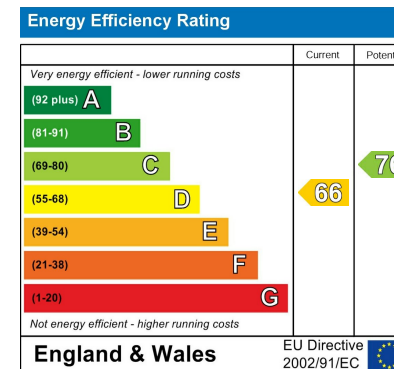 Energy Efficiency Rating
Current Potent
Very energy efficient - lower running costs
(92 plus) A
(81-91) B
(69-80) C
(55-68) D
66
(39-54) E
(21-38) F
(1-20) G
Not energy efficient - higher running costs
England & Wales
EU Directive
2002/91/EC